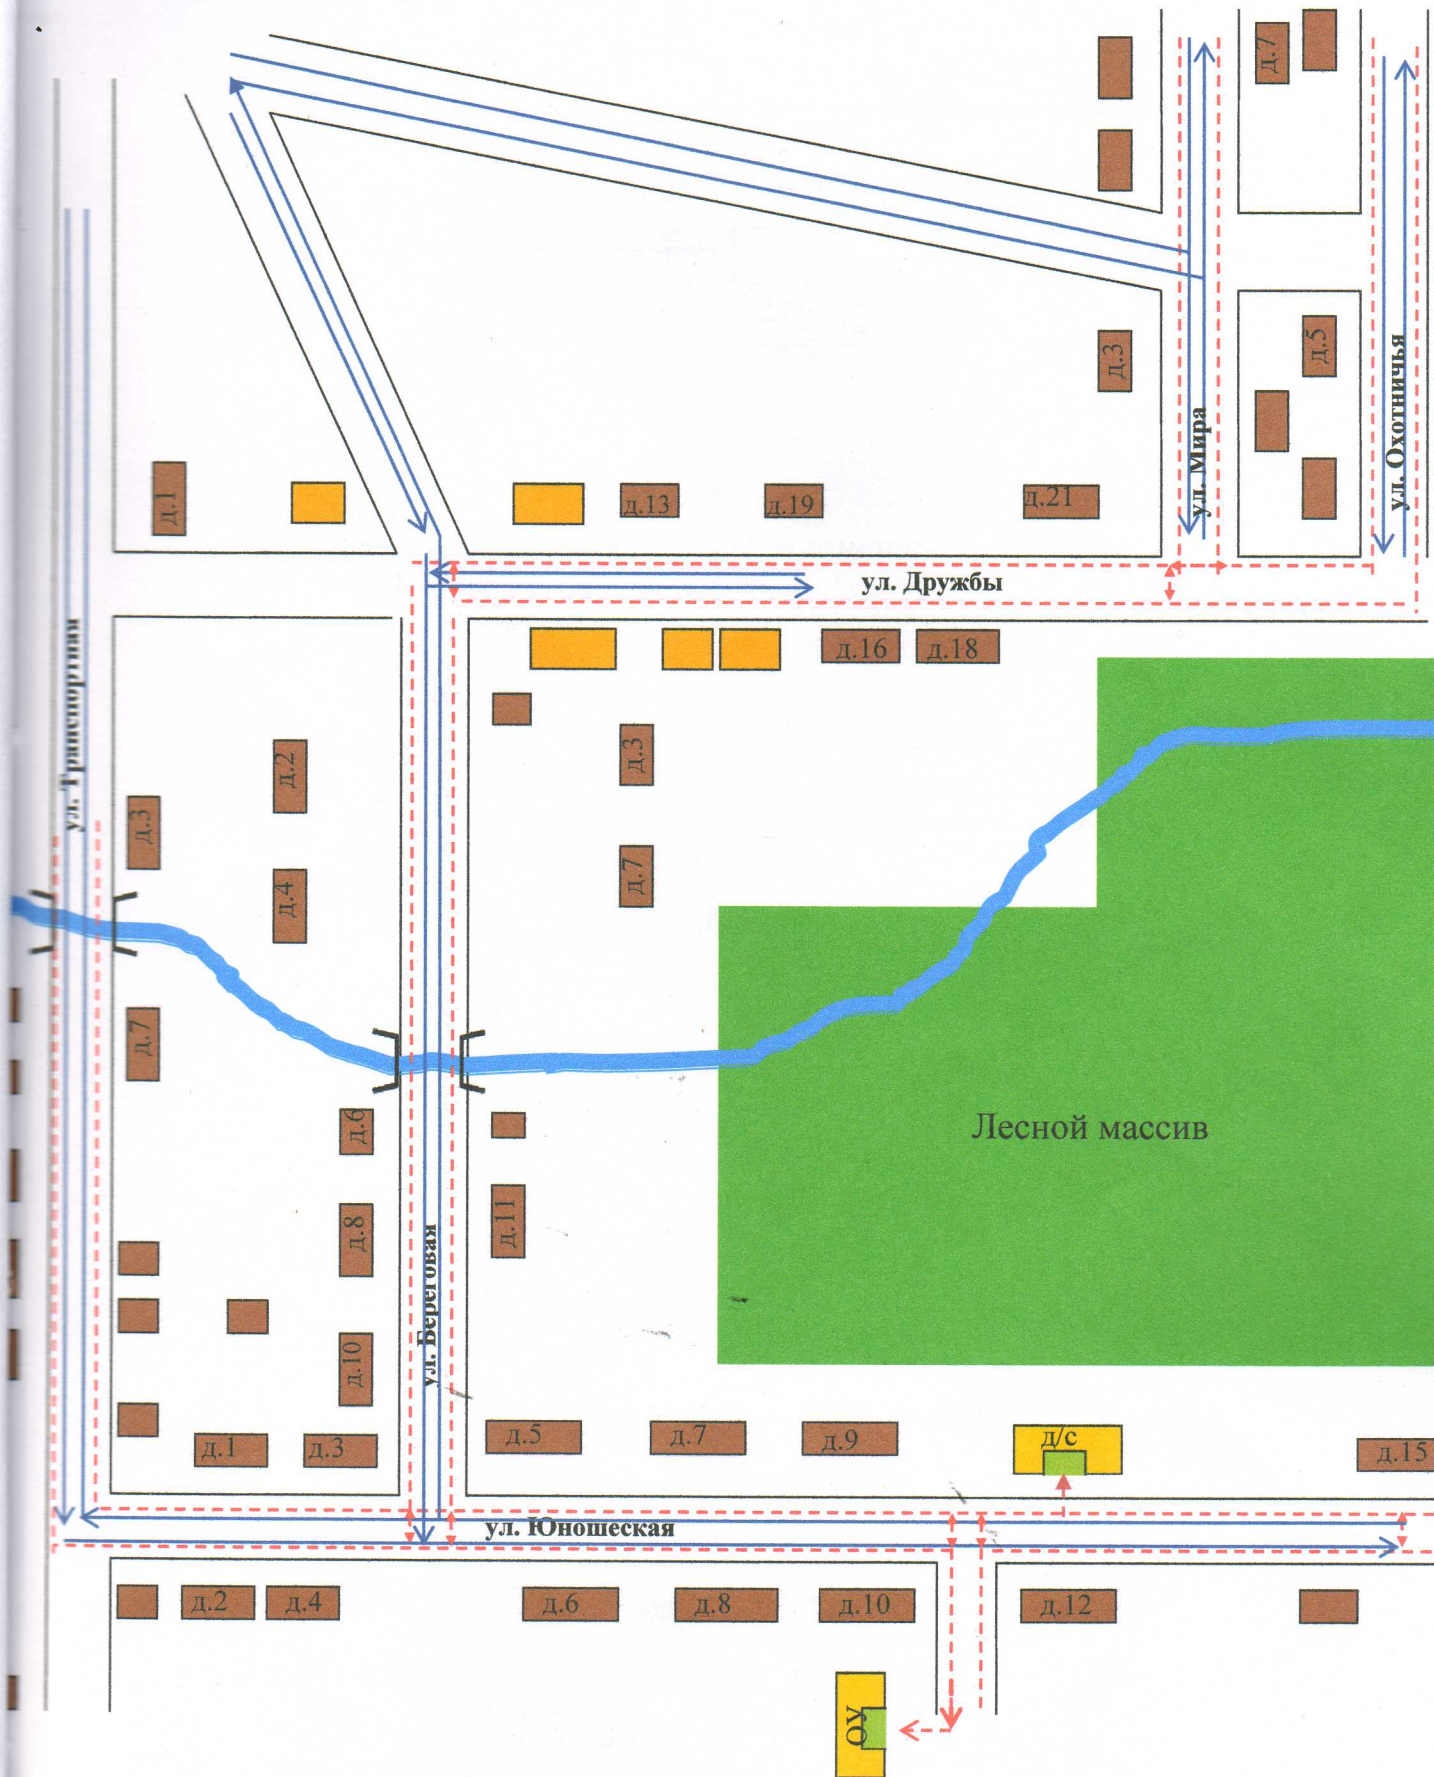 д.7
д.5
ул. Охотничья
д.3
ул. Мира
д.1
д.13
д.19
д.21
ул. Дружбы
ул. Транспортная
д.16
д.18
д.2
д.3
д.3
д.4
д.7
д.7
д.6
Лесной массив
д.8
д.11
ул. Береговая
д.10
д.1
д.3
д.5
д.7
д.9
д/с
д.15
ул. Юношеская
д.2
д.4
д.6
д.8
д.10
д.12
ОУ